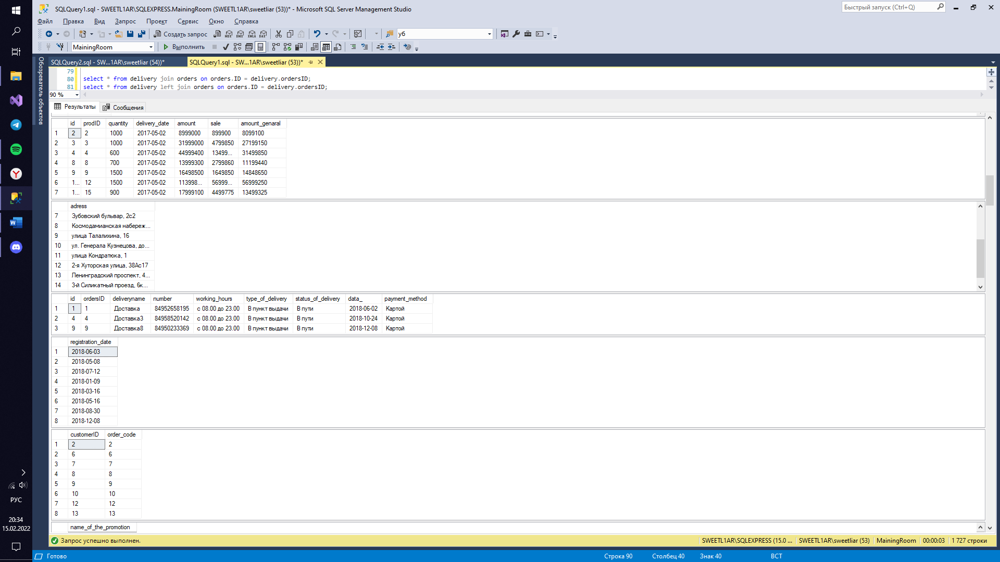 SQLQuery1.sql - SWEETL1AR\SQLEXPRESS.MainingRoom (SWEETL1AR\sweetliar (53))* - Microsoft SQL Server Management Studio
Быстрый запуск (Ctrl+Q)
Файл Правка Вид Запрос Проект Сервис Окно Справка
Создать запрос уб
MainingRoom Выполнить
Обозреватель объектов
SQLQuery2.sql - SW...1AR\sweetliar (54))* SQLQuery1.sql - SW...1AR\sweetliar (53))*
79
80 select * from delivery join orders on orders.ID = delivery.ordersID;
81 select * from delivery left join orders on orders.ID = delivery.ordersID;
90 %
Результаты Сообщения
id prodID quantity delivery_date amount sale amount_genaral
1 2 2 1000 2017-05-02 8999000 899900 8099100
2 3 3 1000 2017-05-02 31999000 4799850 27199150
3 4 4 600 2017-05-02 44999400 13499... 31499850
4 8 8 700 2017-05-02 13999300 2799860 11199440
5 9 9 1500 2017-05-02 16498500 1649850 14848650
6 1... 12 1500 2017-05-02 113998... 56999... 56999250
7 1... 15 900 2017-05-02 17999100 4499775 13499325
adress
7 Зубовский бульвар, 2с2
8 Космодамианская набереж...
9 улица Талалихина, 16
10 ул. Генерала Кузнецова, до...
11 улица Кондратюка, 1
12 2-я Хуторская улица, 38Ас17
13 Ленинградский проспект, 4...
14 3-й Силикатный проезд, 6к...
id ordersID deliveryname number working_hours type_of_delivery status_of_delivery data_ payment_method
1 1 1 Доставка 84952658195 с 08.00 до 23.00 В пункт выдачи В пути 2018-06-02 Картой
2 4 4 Доставка3 84958520142 с 08.00 до 23.00 В пункт выдачи В пути 2018-10-24 Картой
3 9 9 Доставка8 84950233369 с 08.00 до 23.00 В пункт выдачи В пути 2018-12-08 Картой
registration_date
1 2018-06-03
2 2018-05-08
3 2018-07-12
4 2018-01-09
5 2018-03-16
6 2018-05-16
7 2018-08-30
8 2018-12-08
customerID order_code
1 2 2
2 6 6
3 7 7
4 8 8
5 9 9
6 10 10
7 12 12
8 13 13
name_of_the_promotion
Запрос успешно выполнен. SWEETL1AR\SQLEXPRESS (15.0 ... SWEETL1AR\sweetliar (53) MainingRoom 00:00:03 1 727 строки
Готово Строка 90 Столбец 40 Знак 40 ВСТ
РУС
20:34
15.02.2022